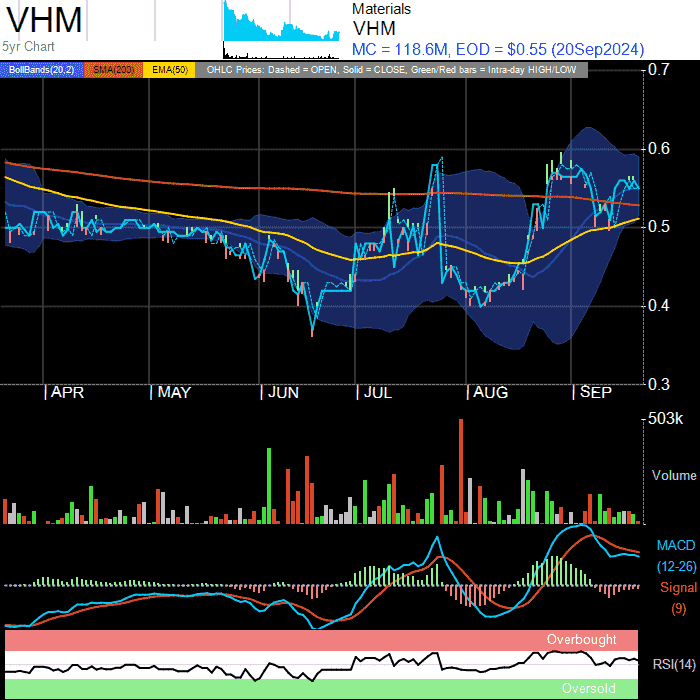 VHM
5yr Chart
Materials
VHM
MC = 118.6M, EOD = $0.55 (20Sep2024)
BollBands(20,2) SMA(200) EMA(50) OHLC Prices: Dashed = OPEN, Solid = CLOSE, Green/Red bars = Intra-day HIGH/LOW
0.7
0.6
0.5
0.4
0.3
APR MAY JUN JUL AUG SEP
503k
Volume
MACD
(12-26)
Signal
(9)
Overbought
RSI(14)
Oversold